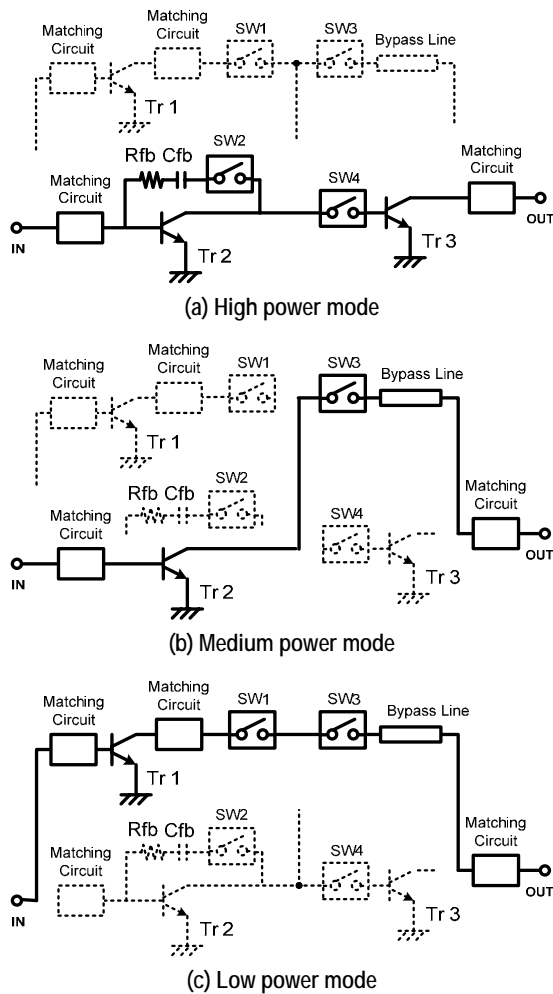 Matching
Circuit
Matching
Circuit
SW1
SW3
Bypass Line
Tr 1
Rfb Cfb
SW2
Matching
Circuit
SW4
Matching
Circuit
IN
OUT
Tr 2
Tr 3
(a) High power mode
Matching
Circuit
Matching
Circuit
SW1
SW3
Bypass Line
Tr 1
Rfb Cfb
SW2
Matching
Circuit
SW4
Matching
Circuit
IN
OUT
Tr 2
Tr 3
(b) Medium power mode
Matching
Circuit
Matching
Circuit
SW1
SW3
Bypass Line
Tr 1
Rfb Cfb
SW2
Matching
Circuit
SW4
Matching
Circuit
IN
OUT
Tr 2
Tr 3
(c) Low power mode